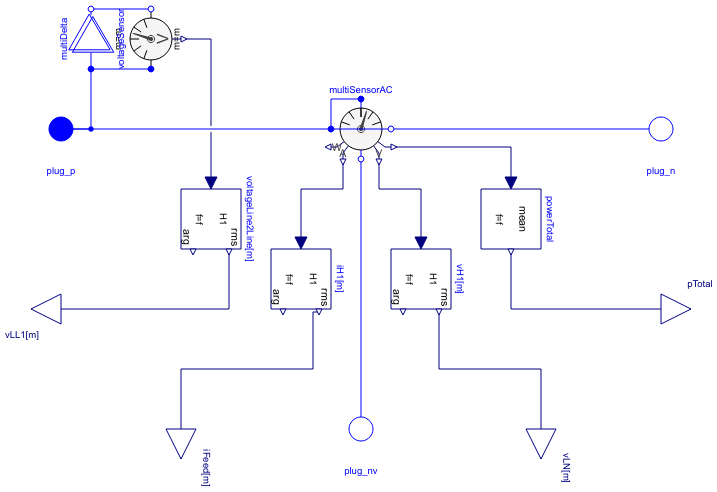 multiDelta
voltageSensor
V
m=m
multiSensorAC
plug_p
plug_n
W
V
A
voltageLine2Line[m]
H1
f=f
rms
arg
iH1[m]
H1
f=f
rms
arg
vH1[m]
H1
f=f
rms
arg
powerTotal
mean
f=f
vLL1[m]
pTotal
iFeed[m]
plug_nv
vLN[m]